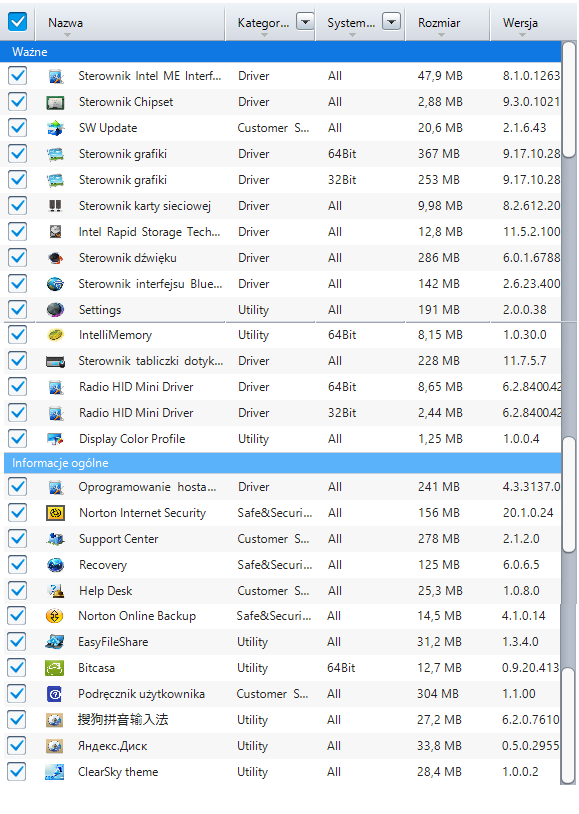 Nazwa Kategor... System... Rozmiar Wersja
Ważne
Sterownik Intel ME Interf... Driver All 47,9 MB 8.1.0.1263
Sterownik Chipset Driver All 2,88 MB 9.3.0.1021
SW Update Customer S... All 20,6 MB 2.1.6.43
Sterownik grafiki Driver 64Bit 367 MB 9.17.10.28
Sterownik grafiki Driver 32Bit 253 MB 9.17.10.28
Sterownik karty sieciowej Driver All 9,98 MB 8.2.612.20
Intel Rapid Storage Tech... Driver All 12,8 MB 11.5.2.100
Sterownik dźwięku Driver All 286 MB 6.0.1.6788
Sterownik interfejsu Blue... Driver All 142 MB 2.6.23.400
Settings Utility All 191 MB 2.0.0.38
IntelliMemory Utility 64Bit 8,15 MB 1.0.30.0
Sterownik tabliczki dotyk... Driver All 228 MB 11.7.5.7
Radio HID Mini Driver Driver 64Bit 8,65 MB 6.2.8400.42
Radio HID Mini Driver Driver 32Bit 2,44 MB 6.2.8400.42
Display Color Profile Utility All 1,25 MB 1.0.0.4
Informacje ogólne
Oprogramowanie hosta... Driver All 241 MB 4.3.3137.0
Norton Internet Security Safe&Securi... All 156 MB 20.1.0.24
Support Center Customer S... All 278 MB 2.1.2.0
Recovery Safe&Securi... All 125 MB 6.0.6.5
Help Desk Customer S... All 25,3 MB 1.0.8.0
Norton Online Backup Safe&Securi... All 14,5 MB 4.1.0.14
EasyFileShare Utility All 31,2 MB 1.3.4.0
Bitcasa Utility 64Bit 12,7 MB 0.9.20.413
Podręcznik użytkownika Customer S... All 304 MB 1.1.00
搜狗拼音输入法 Utility All 27,2 MB 6.2.0.7610
Яндекс.Диск Utility All 33,8 MB 0.5.0.2955
ClearSky theme Utility All 28,4 MB 1.0.0.2